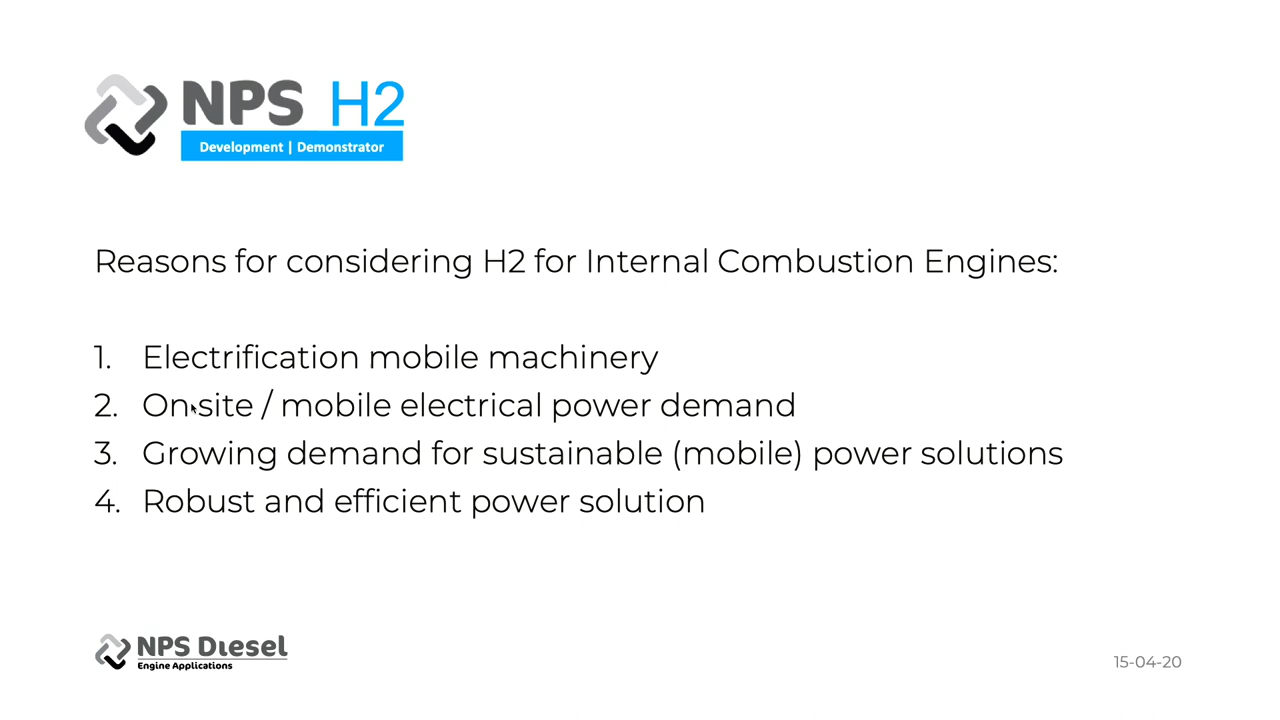 NPS H2
Development | Demonstrator
Reasons for considering H2 for Internal Combustion Engines:
1. Electrification mobile machinery
2. On-site / mobile electrical power demand
3. Growing demand for sustainable (mobile) power solutions
4. Robust and efficient power solution
NPS Diesel
Engine Applications
15-04-20